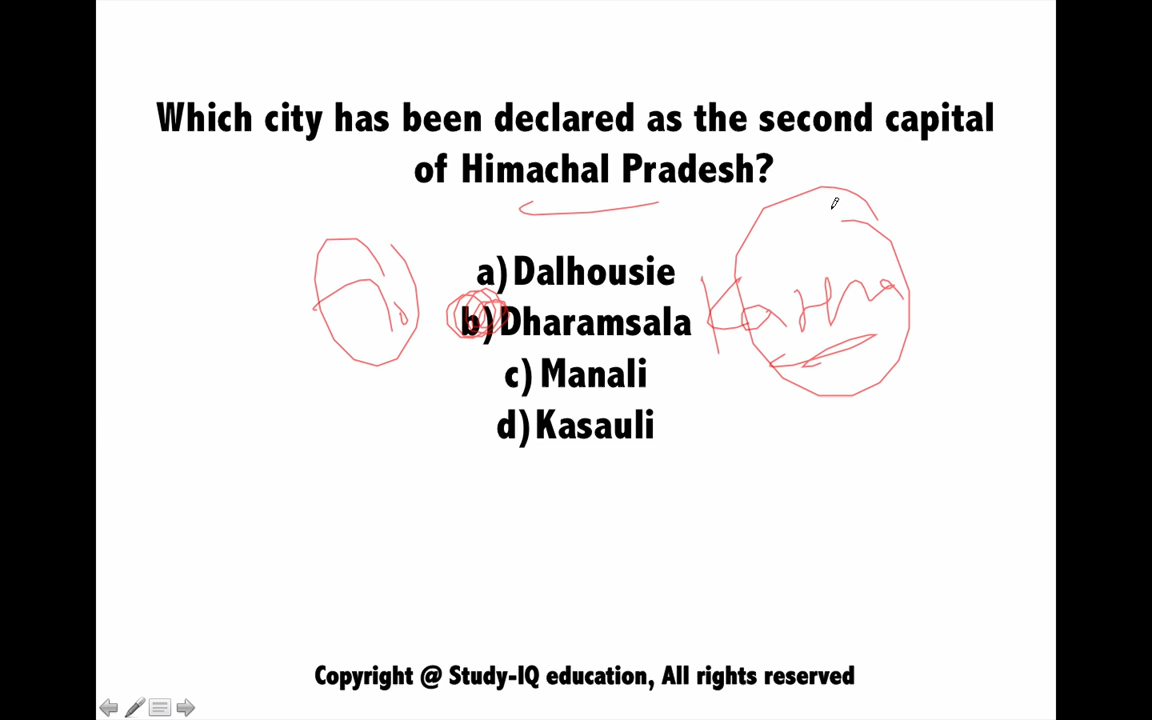 Which city has been declared as the second capital
of Himachal Pradesh?
a) Dalhousie
b) Dharamsala
c) Manali
d) Kasauli
Copyright @ Study-IQ education, All rights reserved